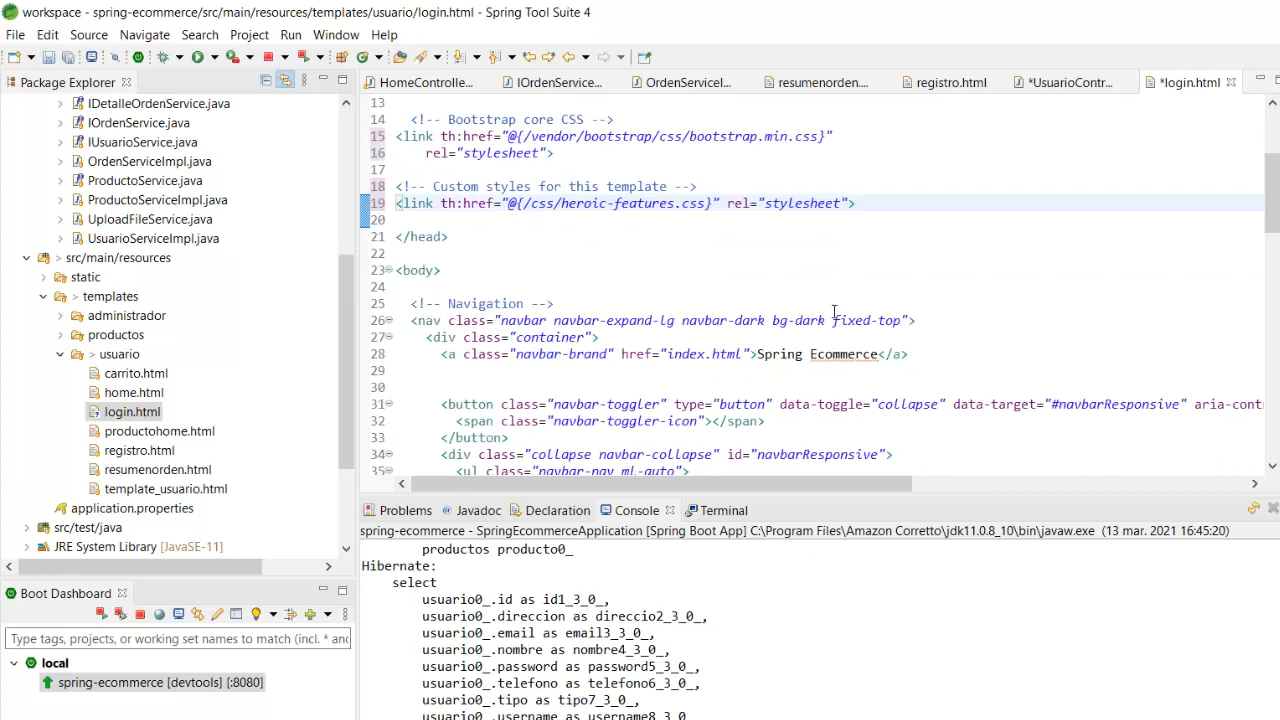 workspace - spring-ecommerce/src/main/resources/templates/usuario/login.html - Spring Tool Suite 4
File Edit Source Navigate Search Project Run Window Help
Package Explorer
IDetalleOrdenService.java
IOrdenService.java
IUsuarioService.java
OrdenServiceImpl.java
ProductoService.java
ProductoServiceImpl.java
UploadFileService.java
UsuarioServiceImpl.java
> src/main/resources
static
> templates
administrador
> productos
> usuario
carrito.html
home.html
login.html
productohome.html
registro.html
resumenorden.html
template_usuario.html
application.properties
src/test/java
JRE System Library [JavaSE-11]
HomeControlle... IOrdenService... OrdenServiceI... resumenorden.... registro.html *UsuarioContr... *login.html
13
14 <!-- Bootstrap core CSS -->
15 <link th:href="@{/vendor/bootstrap/css/bootstrap.min.css}"
16 rel="stylesheet">
17
18 <!-- Custom styles for this template -->
19 <link th:href="@{/css/heroic-features.css}" rel="stylesheet">
20
21 </head>
22
23 <body>
24
25 <!-- Navigation -->
26 <nav class="navbar navbar-expand-lg navbar-dark bg-dark fixed-top">
27 <div class="container">
28 <a class="navbar-brand" href="index.html">Spring Ecommerce</a>
29
30
31 <button class="navbar-toggler" type="button" data-toggle="collapse" data-target="#navbarResponsive" aria-contr
32 <span class="navbar-toggler-icon"></span>
33 </button>
34 <div class="collapse navbar-collapse" id="navbarResponsive">
35 <ul class="navbar-nav ml-auto">
Problems Javadoc Declaration Console Terminal
spring-ecommerce - SpringEcommerceApplication [Spring Boot App] C:\Program Files\Amazon Corretto\jdk11.0.8_10\bin\javaw.exe (13 mar. 2021 16:45:20)
productos producto0_
Hibernate:
select
usuario0_.id as id1_3_0_,
usuario0_.direccion as direccio2_3_0_,
usuario0_.email as email3_3_0_,
usuario0_.nombre as nombre4_3_0_,
usuario0_.password as password5_3_0_,
usuario0_.telefono as telefono6_3_0_,
usuario0_.tipo as tipo7_3_0_,
usuario0_.username as username8_3_0_
Boot Dashboard
Type tags, projects, or working set names to match (incl. * and
local
spring-ecommerce [devtools] [:8080]